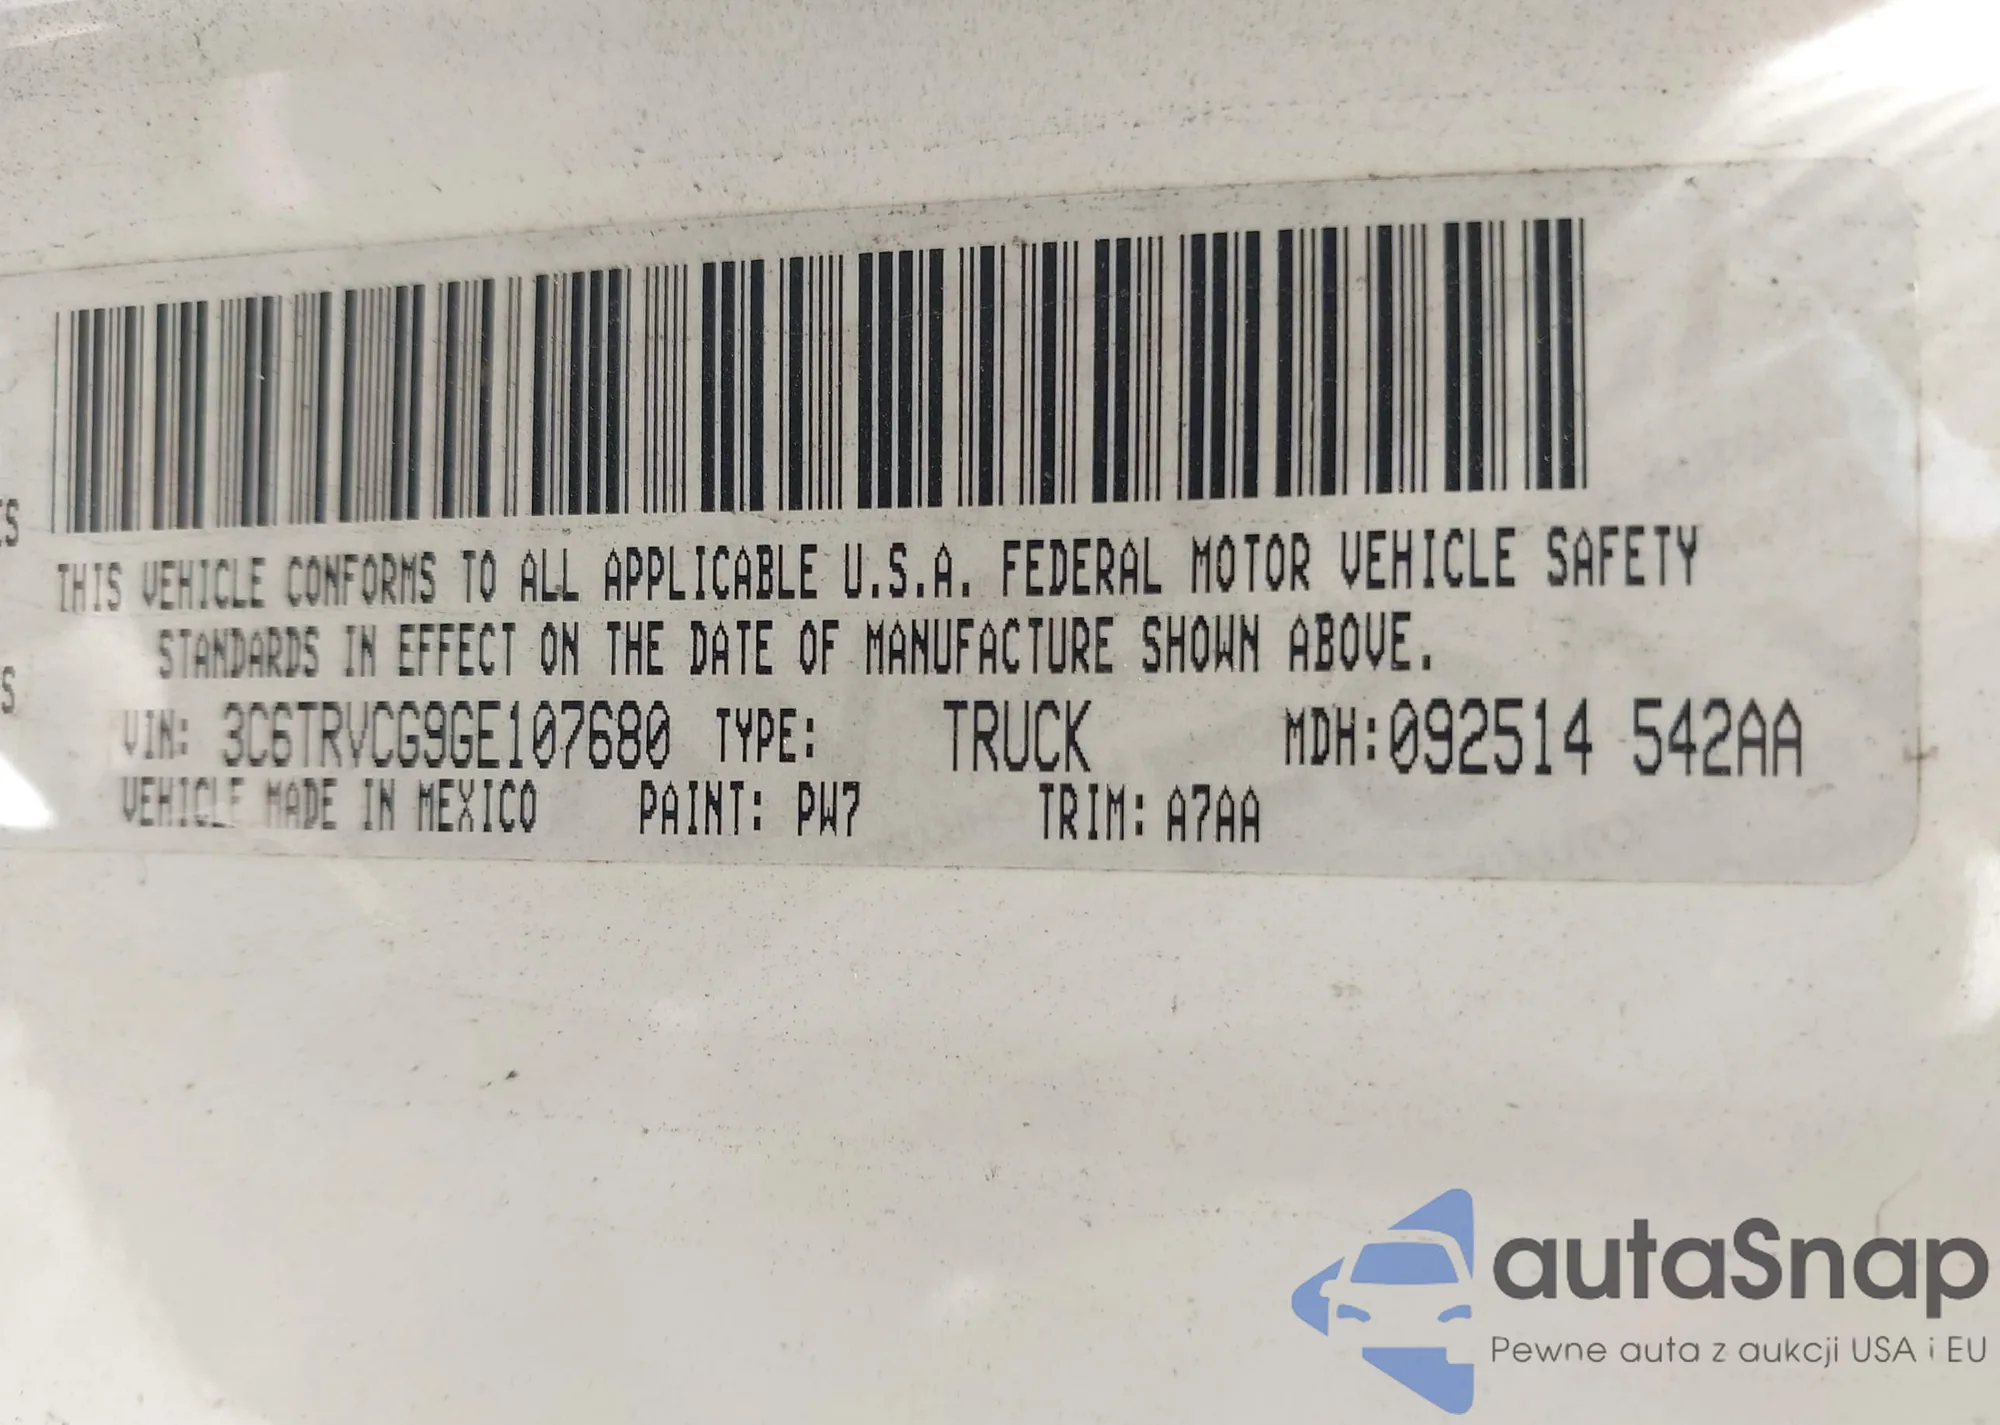 ES
THIS VEHICLE CONFORMS TO ALL APPLICABLE U.S.A. FEDERAL MOTOR VEHICLE SAFETY
STANDARDS IN EFFECT ON THE DATE OF MANUFACTURE SHOWN ABOVE.
S
VIN: 3C6TRVCG9GE107680 TYPE: TRUCK MDH:092514 542AA
VEHICLE MADE IN MEXICO PAINT: PW7 TRIM: A7AA
autaSnap
Pewne auta z aukcji USA i EU